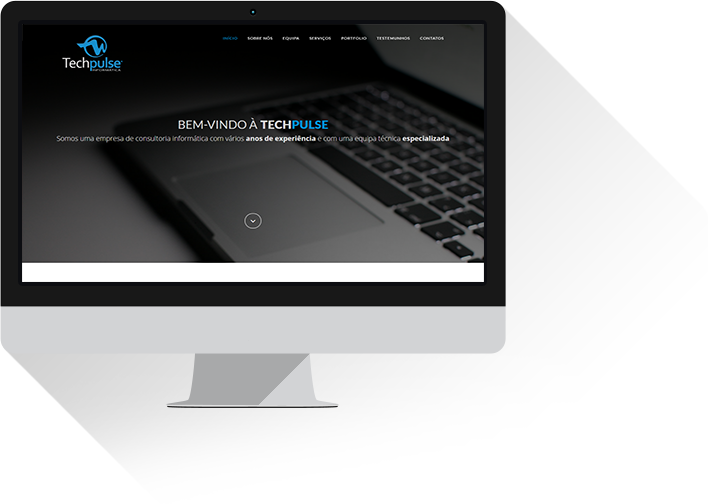 Techpulse
INFORMÁTICA
INÍCIO SOBRE NÓS EQUIPA SERVIÇOS PORTFOLIO TESTEMUNHOS CONTATOS
BEM-VINDO À TECHPULSE
Somos uma empresa de consultoria informática com vários anos de experiência e com uma equipa técnica especializada